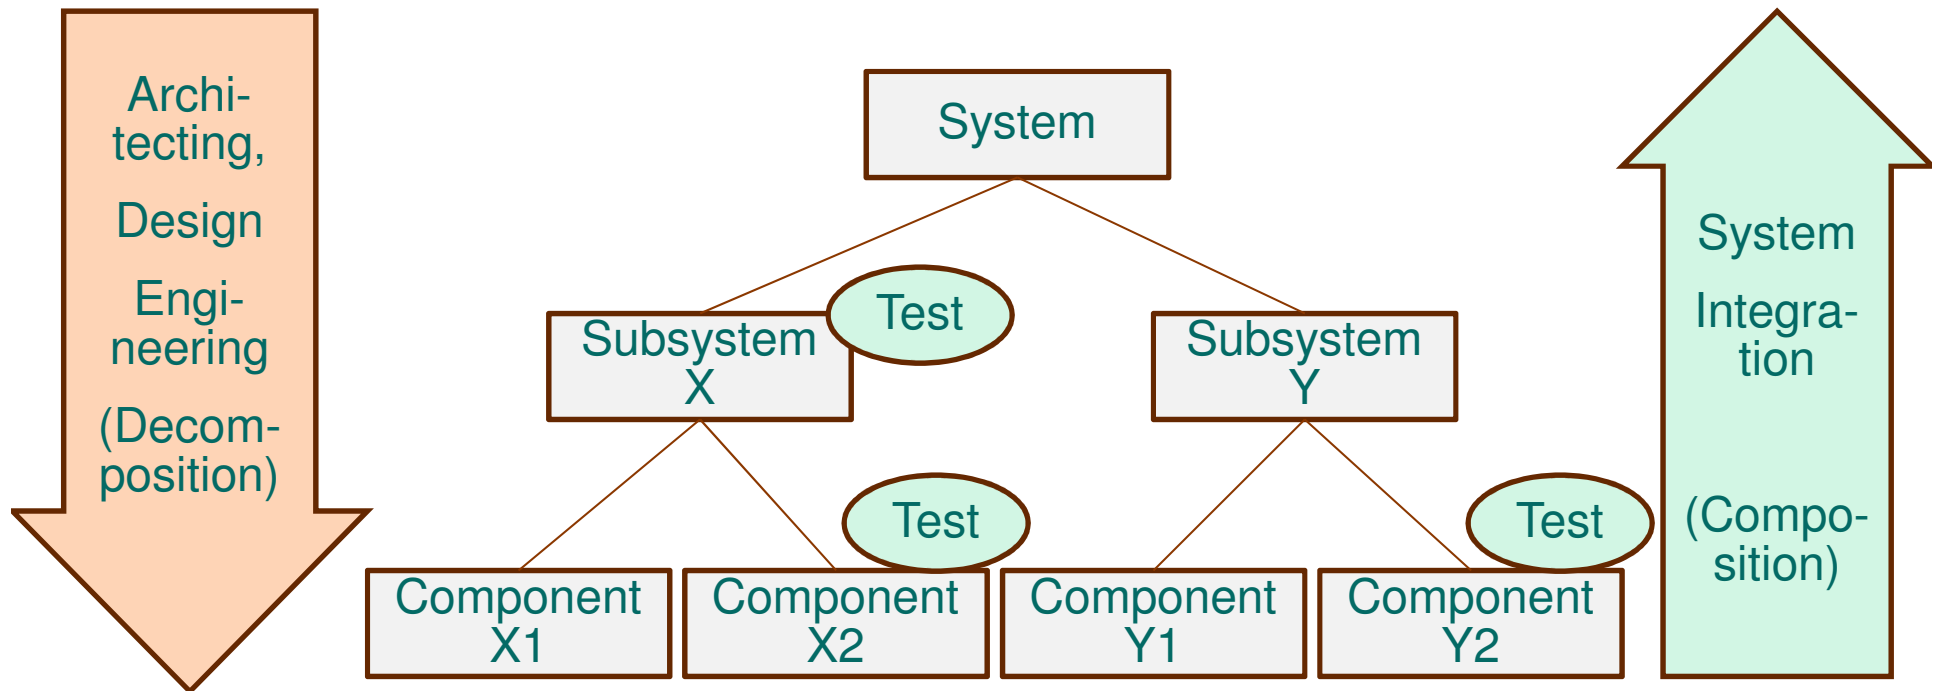 Archi-
tecting,
Design
Engi-
neering
(Decom-
position)
System
Test
Subsystem
X
Subsystem
Y
Test
Test
Component
X1
Component
X2
Component
Y1
Component
Y2
System
Integra-
tion
(Compo-
sition)